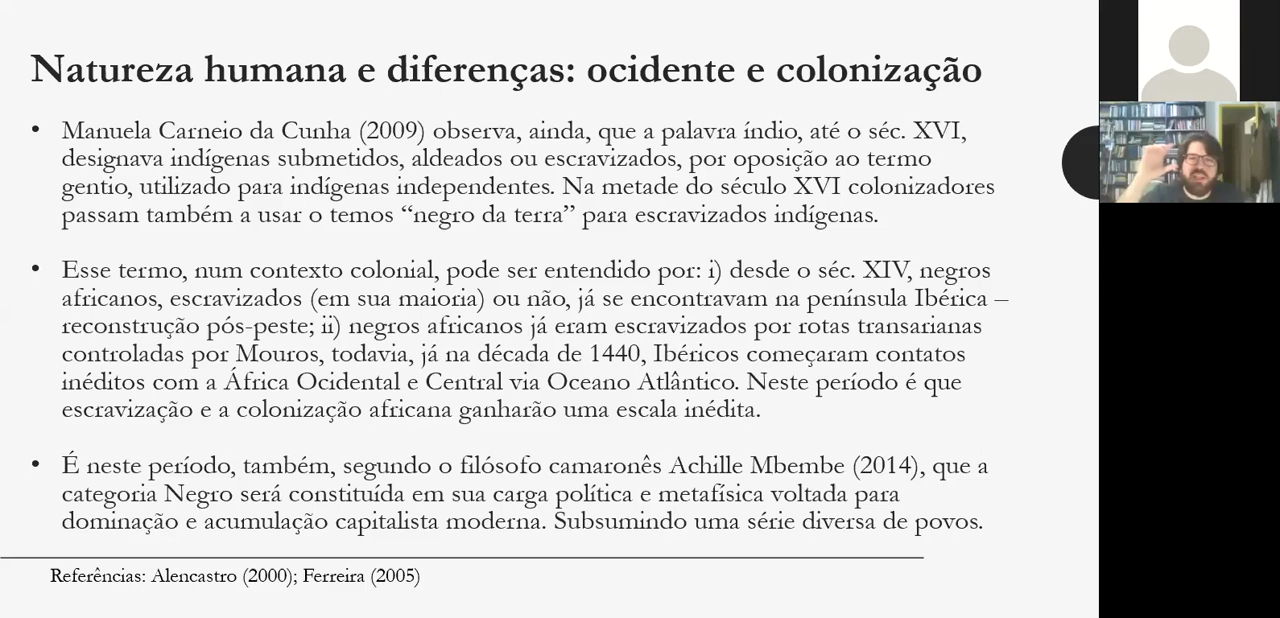 Natureza humana e diferenças: ocidente e colonização
• Manuela Carneio da Cunha (2009) observa, ainda, que a palavra índio, até o séc. XVI,
designava indígenas submetidos, aldeados ou escravizados, por oposição ao termo
gentio, utilizado para indígenas independentes. Na metade do século XVI colonizadores
passam também a usar o temos “negro da terra” para escravizados indígenas.
• Esse termo, num contexto colonial, pode ser entendido por: i) desde o séc. XIV, negros
africanos, escravizados (em sua maioria) ou não, já se encontravam na península Ibérica –
reconstrução pós-peste; ii) negros africanos já eram escravizados por rotas transarianas
controladas por Mouros, todavia, já na década de 1440, Ibéricos começaram contatos
inéditos com a África Ocidental e Central via Oceano Atlântico. Neste período é que
escravização e a colonização africana ganharão uma escala inédita.
• É neste período, também, segundo o filósofo camaronês Achille Mbembe (2014), que a
categoria Negro será constituída em sua carga política e metafísica voltada para
dominação e acumulação capitalista moderna. Subsumindo uma série diversa de povos.
Referências: Alencastro (2000); Ferreira (2005)